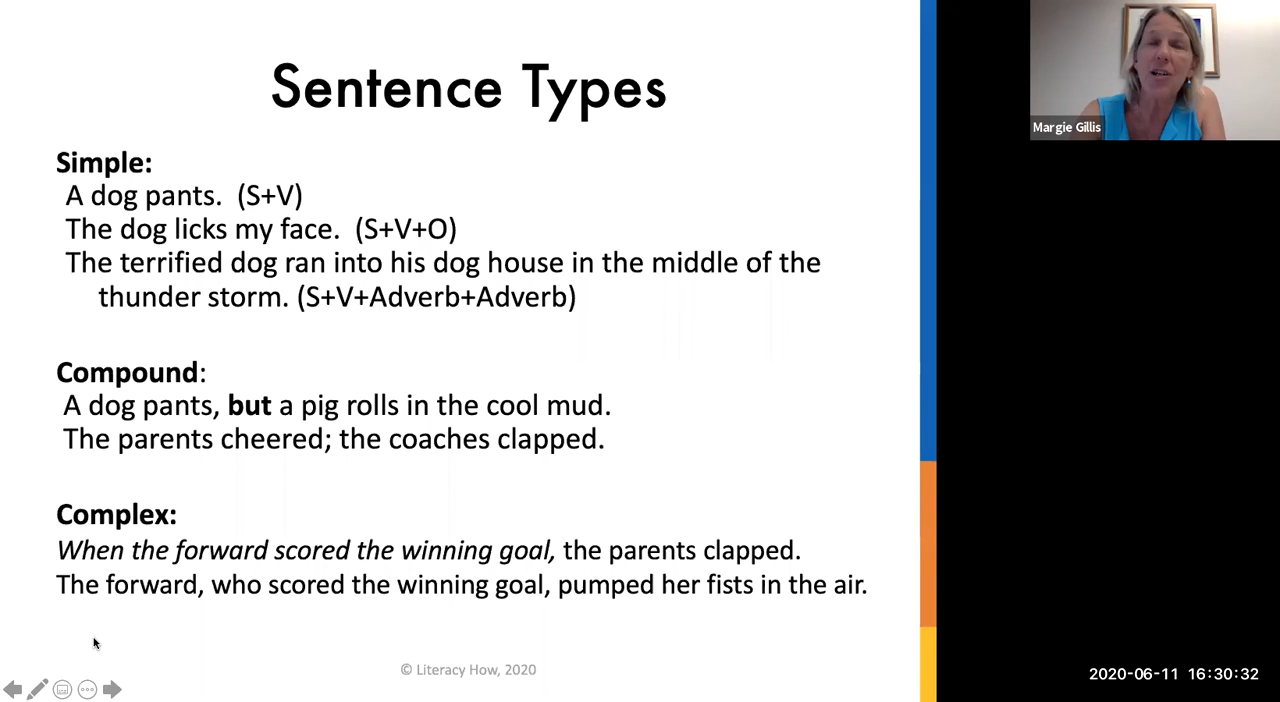 Sentence Types
Simple:
A dog pants.  (S+V)
The dog licks my face.  (S+V+O)
The terrified dog ran into his dog house in the middle of the
thunder storm. (S+V+Adverb+Adverb)
Compound:
A dog pants, but a pig rolls in the cool mud.
The parents cheered; the coaches clapped.
Complex:
When the forward scored the winning goal, the parents clapped.
The forward, who scored the winning goal, pumped her fists in the air.
© Literacy How, 2020
Margie Gillis
2020-06-11 16:30:32